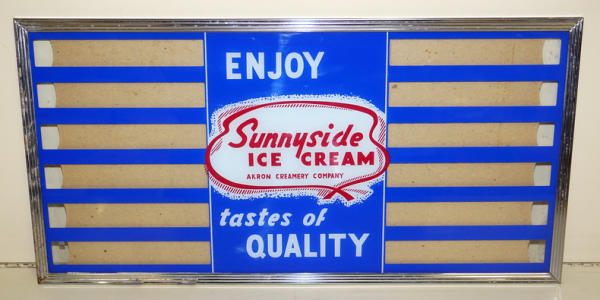 ENJOY
Sunnyside
ICE CREAM
AKRON CREAMERY COMPANY
tastes of
QUALITY